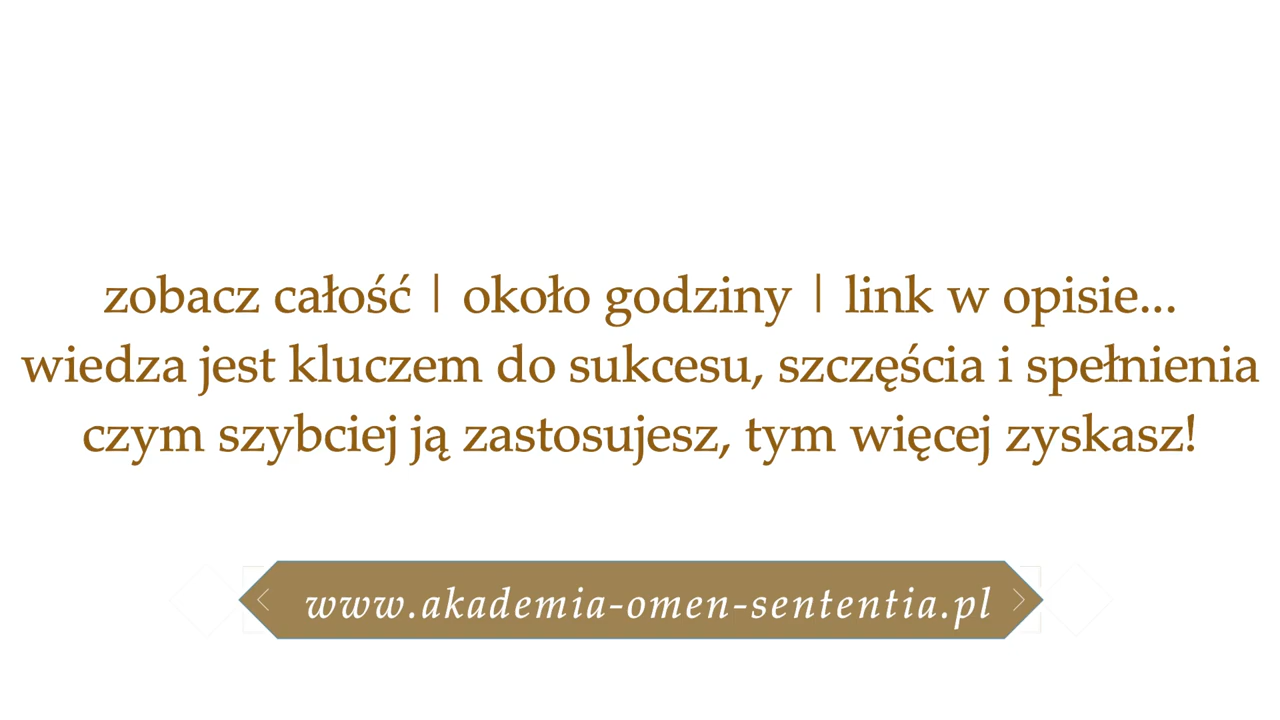 zobacz całość | około godziny | link w opisie...
wiedza jest kluczem do sukcesu, szczęścia i spełnienia
czym szybciej ją zastosujesz, tym więcej zyskasz!
www.akademia-omen-sententia.pl